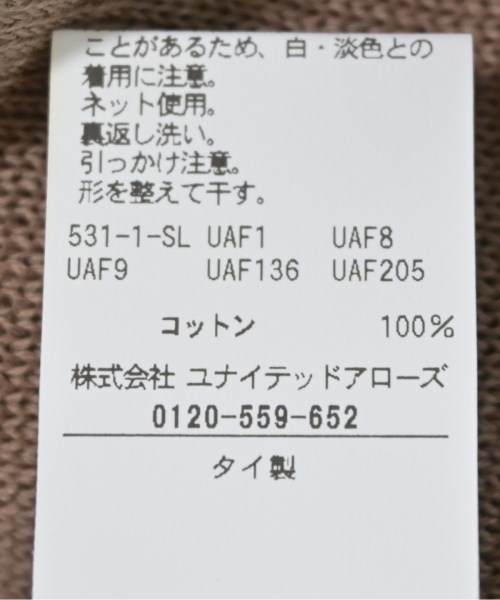 ことがあるため、白・淡色との
着用に注意。
ネット使用。
裏返し洗い。
引っかけ注意。
形を整えて干す。
531-1-SL UAF1 UAF8
UAF9 UAF136 UAF205
コットン 100%
株式会社 ユナイテッドアローズ
0120-559-652
タイ製